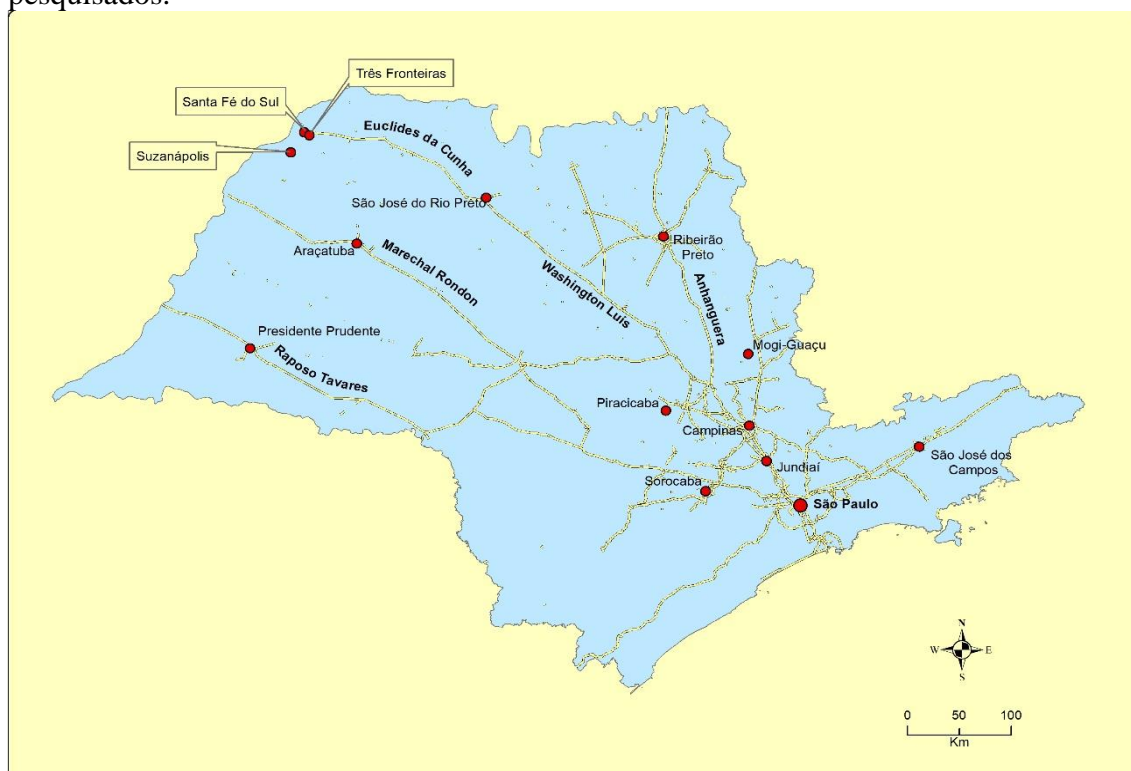 pesquisados.
Três Fronteiras
Santa Fé do Sul
Suzanápolis
Euclides da Cunha
São José do Rio Preto
Araçatuba
Marechal Rondon
Washington Luís
Ribeirão
Preto
Anhanguera
Presidente Prudente
Raposo Tavares
Mogi-Guaçu
Piracicaba
Campinas
Jundiaí
São José dos
Campos
Sorocaba
São Paulo
N
W
E
S
0 50 100
Km